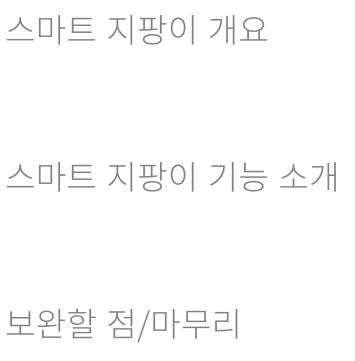 스마트 지팡이 개요
스마트 지팡이 기능 소개
보완할 점/마무리